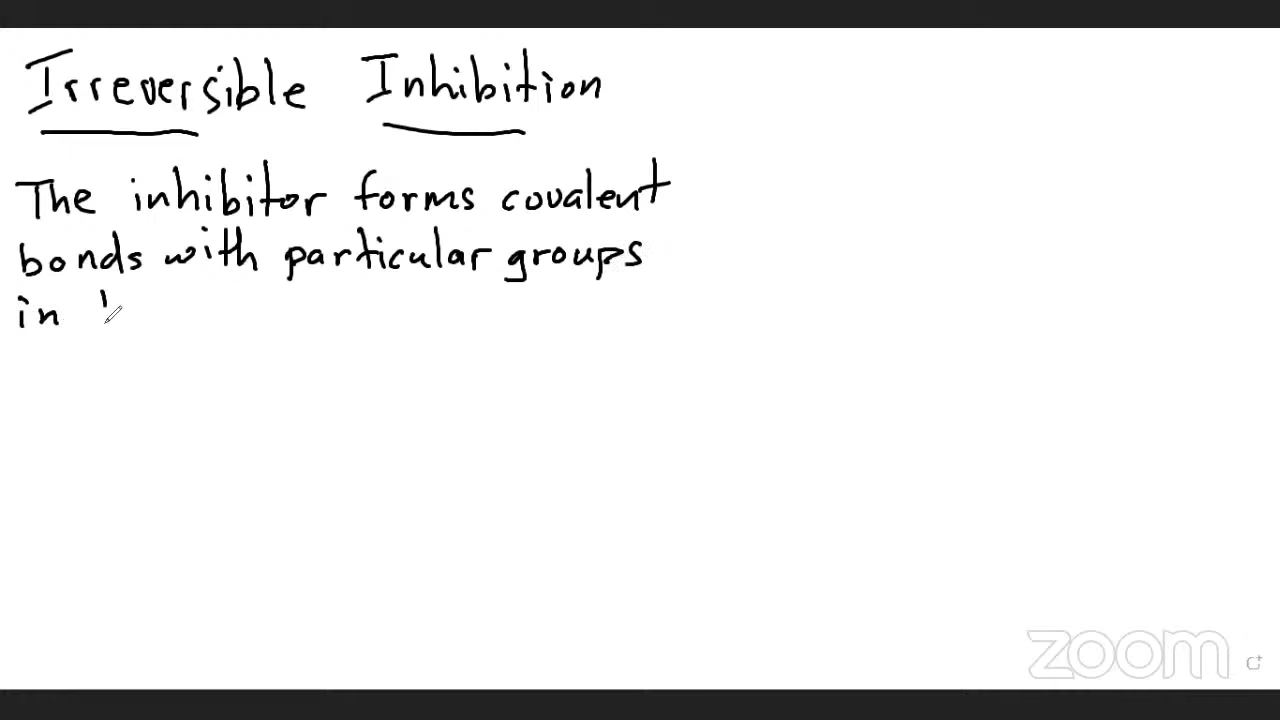 Irreversible Inhibition
The inhibitor forms covalent
bonds with particular groups
in
zoom